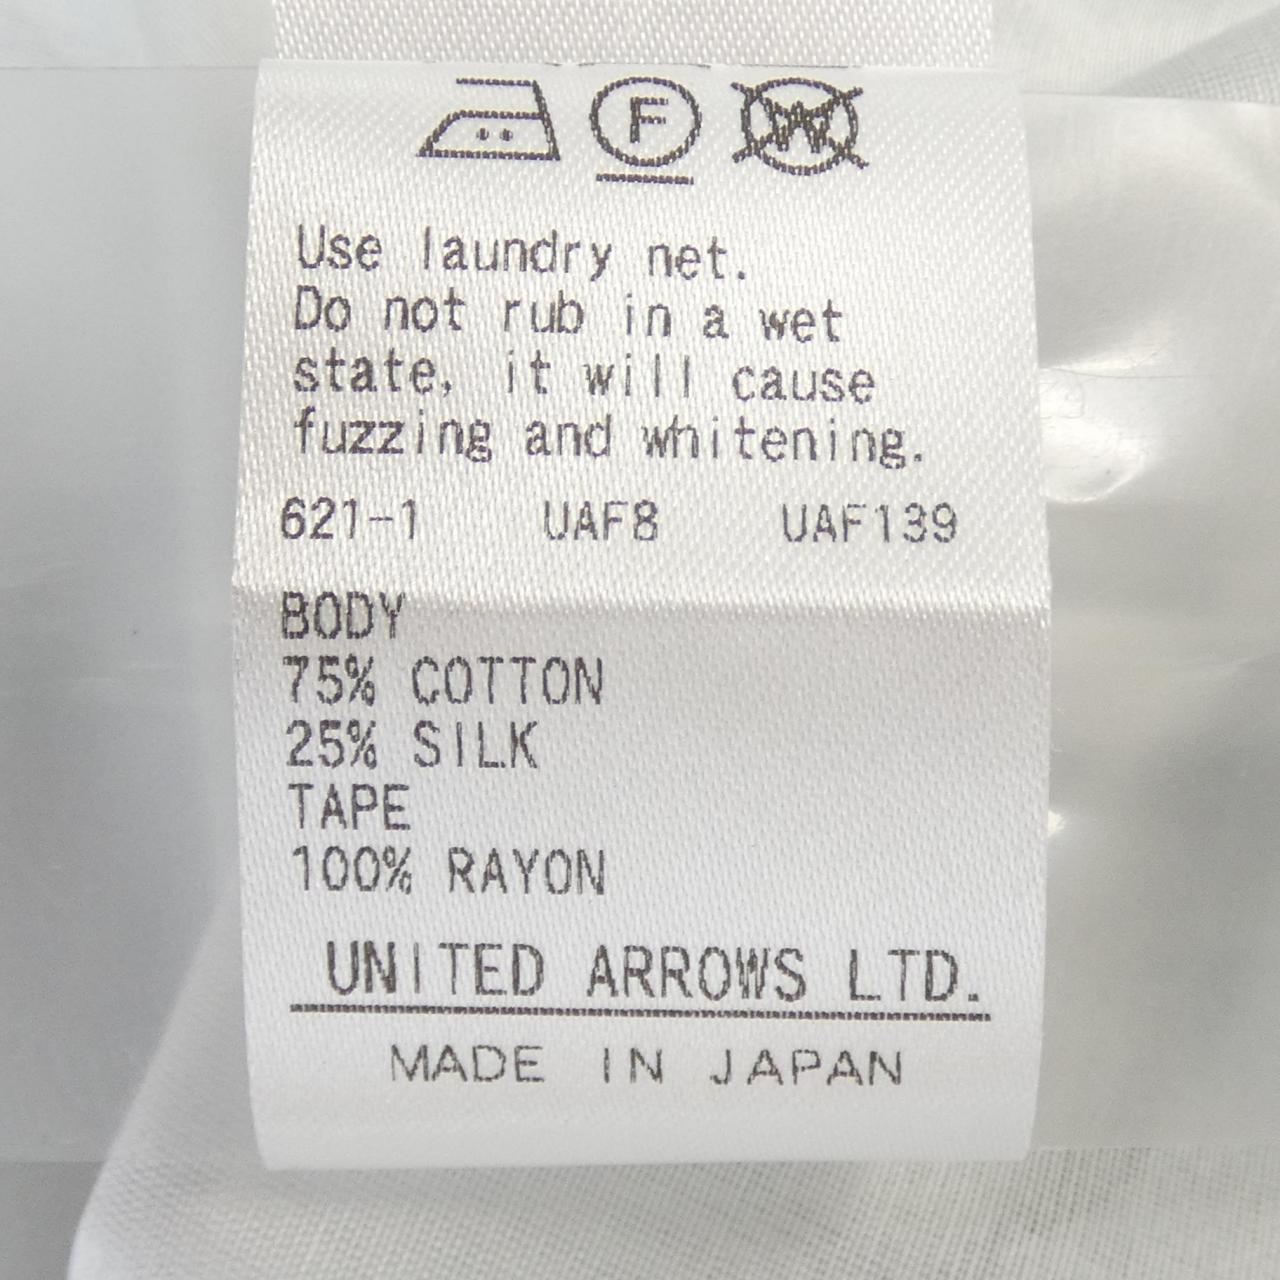 F W
Use laundry net.
Do not rub in a wet
state, it will cause
fuzzing and whitening.
621-1 UAF8 UAF139
BODY
75% COTTON
25% SILK
TAPE
100% RAYON
UNITED ARROWS LTD.
MADE IN JAPAN